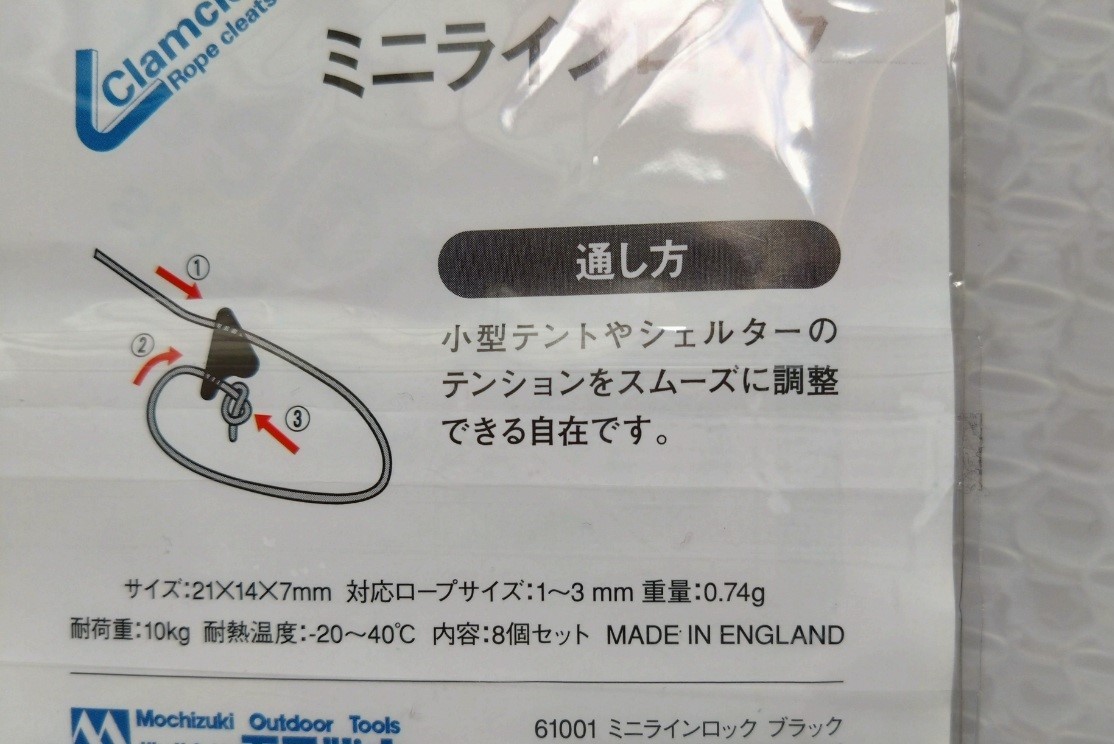 Rope cleats
ミニラインロック
通し方
①
②
③
小型テントやシェルターの
テンションをスムーズに調整
できる自在です。
サイズ:21×14×7mm 対応ロープサイズ:1〜3 mm 重量:0.74g
耐荷重:10kg 耐熱温度:-20〜40℃ 内容:8個セット MADE IN ENGLAND
Mochizuki Outdoor Tools
61001 ミニラインロック ブラック